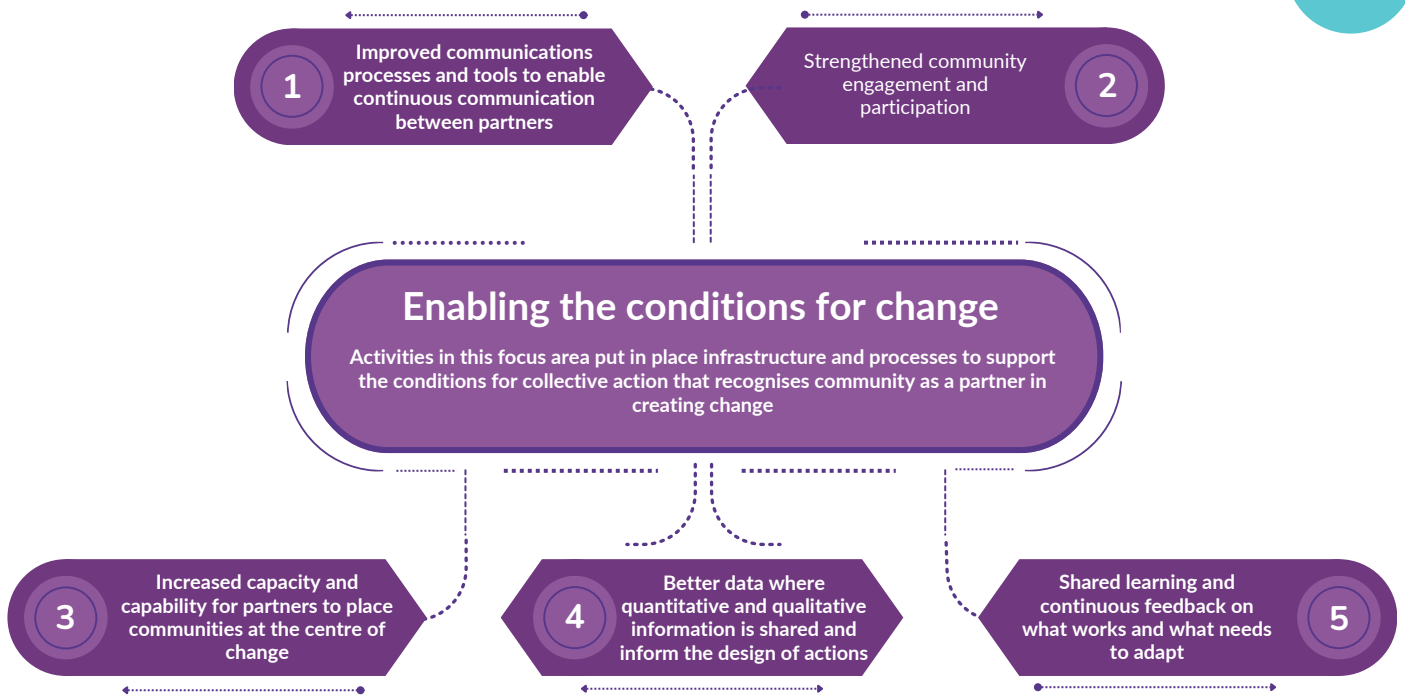 1
Improved communications
processes and tools to enable
continuous communication
between partners
Strengthened community
engagement and
participation
2
Enabling the conditions for change
Activities in this focus area put in place infrastructure and processes to support
the conditions for collective action that recognises community as a partner in
creating change
3
Increased capacity and
capability for partners to place
communities at the centre of
change
4
Better data where
quantitative and qualitative
information is shared and
inform the design of actions
Shared learning and
continuous feedback on
what works and what needs
to adapt
5